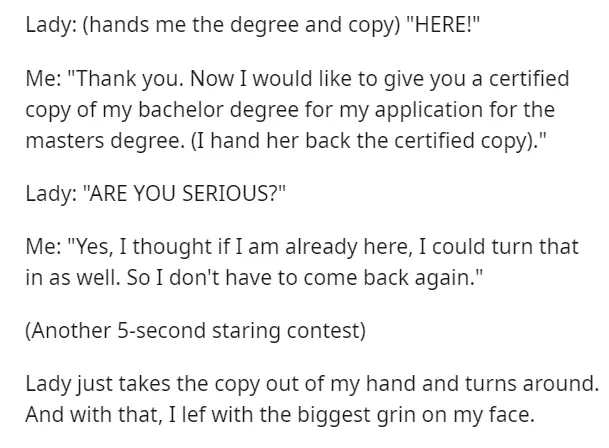 Lady: (hands me the degree and copy) "HERE!"
Me: "Thank you. Now I would like to give you a certified
copy of my bachelor degree for my application for the
masters degree. (I hand her back the certified copy)."
Lady: "ARE YOU SERIOUS?"
Me: "Yes, I thought if I am already here, I could turn that
in as well. So I don't have to come back again."
(Another 5-second staring contest)
Lady just takes the copy out of my hand and turns around.
And with that, I lef with the biggest grin on my face.